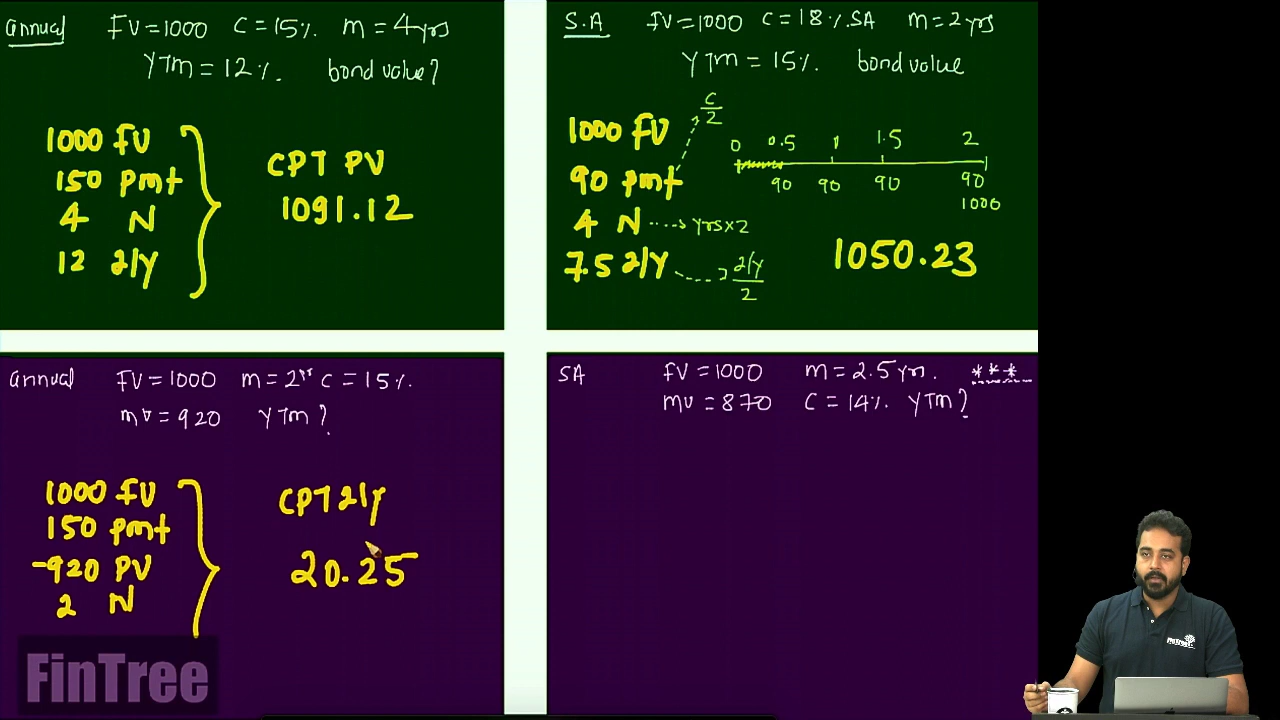 annual FV=1000 C=15%. m=4yrs
YTM=12%. bond value?
1000 FV
150 pmt
4 N
12 I/Y
CPT PV
1091.12
S.A FV=1000 C=18%.SA m=2yrs
YTM=15%. bond value
C/2
1000 FV
90 pmt
4 N ----> yrs×2
7.5 I/Y ----> I/Y/2
0 0.5 1 1.5 2
90 90 90 90
1000
1050.23
annual FV=1000 m=2yr C=15%.
mv=920 YTM?
1000 FV
150 pmt
-920 PV
2 N
CPT I/Y
20.25
SA FV=1000 m=2.5yrs. ***
mv=870 C=14%. YTM?
FinTree
FinTree